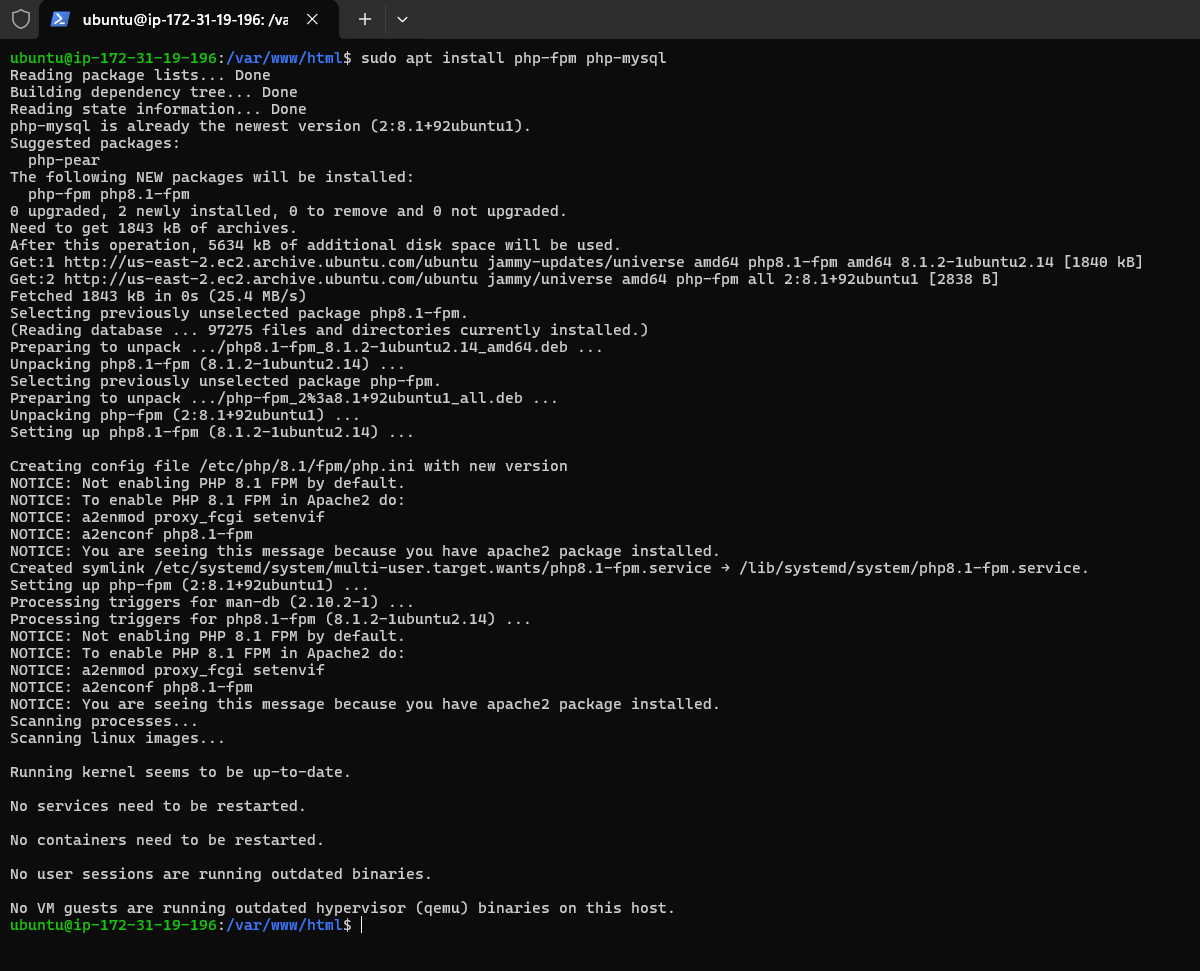 ubuntu@ip-172-31-19-196: /va
ubuntu@ip-172-31-19-196:/var/www/html$ sudo apt install php-fpm php-mysql
Reading package lists... Done
Building dependency tree... Done
Reading state information... Done
php-mysql is already the newest version (2:8.1+92ubuntu1).
Suggested packages:
  php-pear
The following NEW packages will be installed:
  php-fpm php8.1-fpm
0 upgraded, 2 newly installed, 0 to remove and 0 not upgraded.
Need to get 1843 kB of archives.
After this operation, 5634 kB of additional disk space will be used.
Get:1 http://us-east-2.ec2.archive.ubuntu.com/ubuntu jammy-updates/universe amd64 php8.1-fpm amd64 8.1.2-1ubuntu2.14 [1840 kB]
Get:2 http://us-east-2.ec2.archive.ubuntu.com/ubuntu jammy/universe amd64 php-fpm all 2:8.1+92ubuntu1 [2838 B]
Fetched 1843 kB in 0s (25.4 MB/s)
Selecting previously unselected package php8.1-fpm.
(Reading database ... 97275 files and directories currently installed.)
Preparing to unpack .../php8.1-fpm_8.1.2-1ubuntu2.14_amd64.deb ...
Unpacking php8.1-fpm (8.1.2-1ubuntu2.14) ...
Selecting previously unselected package php-fpm.
Preparing to unpack .../php-fpm_2%3a8.1+92ubuntu1_all.deb ...
Unpacking php-fpm (2:8.1+92ubuntu1) ...
Setting up php8.1-fpm (8.1.2-1ubuntu2.14) ...

Creating config file /etc/php/8.1/fpm/php.ini with new version
NOTICE: Not enabling PHP 8.1 FPM by default.
NOTICE: To enable PHP 8.1 FPM in Apache2 do:
NOTICE: a2enmod proxy_fcgi setenvif
NOTICE: a2enconf php8.1-fpm
NOTICE: You are seeing this message because you have apache2 package installed.
Created symlink /etc/systemd/system/multi-user.target.wants/php8.1-fpm.service → /lib/systemd/system/php8.1-fpm.service.
Setting up php-fpm (2:8.1+92ubuntu1) ...
Processing triggers for man-db (2.10.2-1) ...
Processing triggers for php8.1-fpm (8.1.2-1ubuntu2.14) ...
NOTICE: Not enabling PHP 8.1 FPM by default.
NOTICE: To enable PHP 8.1 FPM in Apache2 do:
NOTICE: a2enmod proxy_fcgi setenvif
NOTICE: a2enconf php8.1-fpm
NOTICE: You are seeing this message because you have apache2 package installed.
Scanning processes...
Scanning linux images...

Running kernel seems to be up-to-date.

No services need to be restarted.

No containers need to be restarted.

No user sessions are running outdated binaries.

No VM guests are running outdated hypervisor (qemu) binaries on this host.
ubuntu@ip-172-31-19-196:/var/www/html$